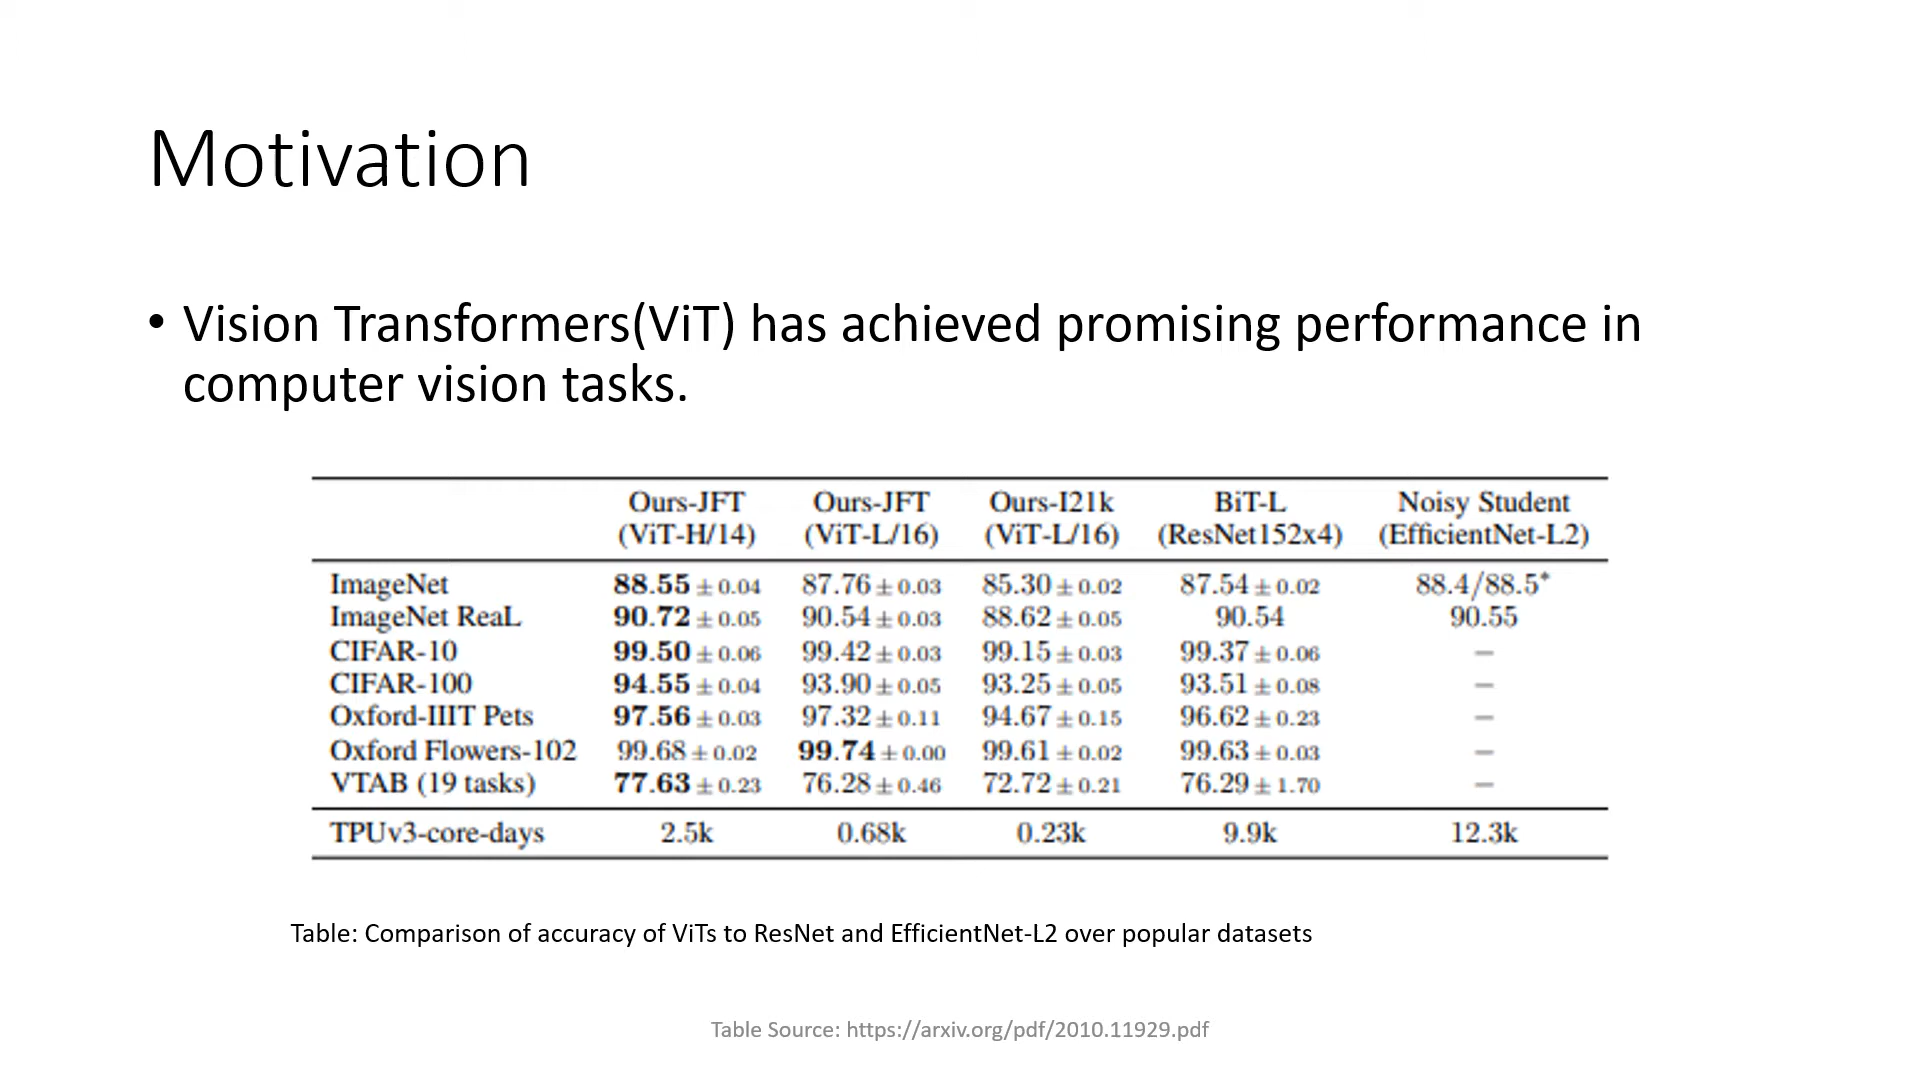 Motivation
• Vision Transformers(ViT) has achieved promising performance in
computer vision tasks.
Ours-JFT Ours-JFT Ours-I21k BiT-L Noisy Student
(ViT-H/14) (ViT-L/16) (ViT-L/16) (ResNet152x4) (EfficientNet-L2)
ImageNet 88.55 ± 0.04 87.76 ± 0.03 85.30 ± 0.02 87.54 ± 0.02 88.4/88.5*
ImageNet ReaL 90.72 ± 0.05 90.54 ± 0.03 88.62 ± 0.05 90.54 90.55
CIFAR-10 99.50 ± 0.06 99.42 ± 0.03 99.15 ± 0.03 99.37 ± 0.06 –
CIFAR-100 94.55 ± 0.04 93.90 ± 0.05 93.25 ± 0.05 93.51 ± 0.08 –
Oxford-IIIT Pets 97.56 ± 0.03 97.32 ± 0.11 94.67 ± 0.15 96.62 ± 0.23 –
Oxford Flowers-102 99.68 ± 0.02 99.74 ± 0.00 99.61 ± 0.02 99.63 ± 0.03 –
VTAB (19 tasks) 77.63 ± 0.23 76.28 ± 0.46 72.72 ± 0.21 76.29 ± 1.70 –
TPUv3-core-days 2.5k 0.68k 0.23k 9.9k 12.3k
Table: Comparison of accuracy of ViTs to ResNet and EfficientNet-L2 over popular datasets
Table Source: https://arxiv.org/pdf/2010.11929.pdf